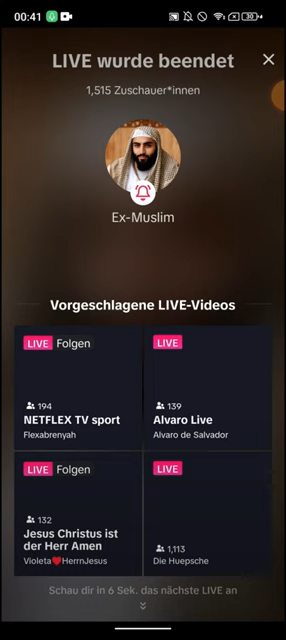 00:41
30
LIVE wurde beendet
1,515 Zuschauer*innen
Ex-Muslim
Vorgeschlagene LIVE-Videos
LIVE Folgen
194
NETFLEX TV sport
Flexabrenyah
LIVE
139
Alvaro Live
Alvaro de Salvador
LIVE Folgen
132
Jesus Christus ist
der Herr Amen
Violeta❤️HerrnJesus
LIVE
1,113
Die Huepsche
Schau dir in 6 Sek. das nächste LIVE an